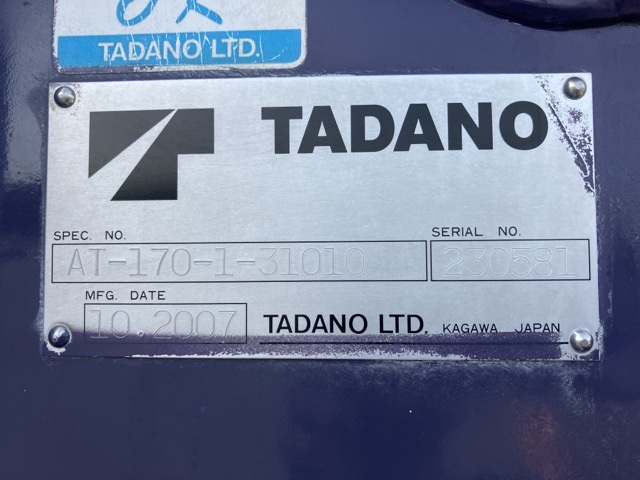 TADANO LTD.
TADANO
SPEC. NO.
SERIAL NO.
AT-170-1-31010
230581
MFG. DATE
10.2007
TADANO LTD. KAGAWA JAPAN